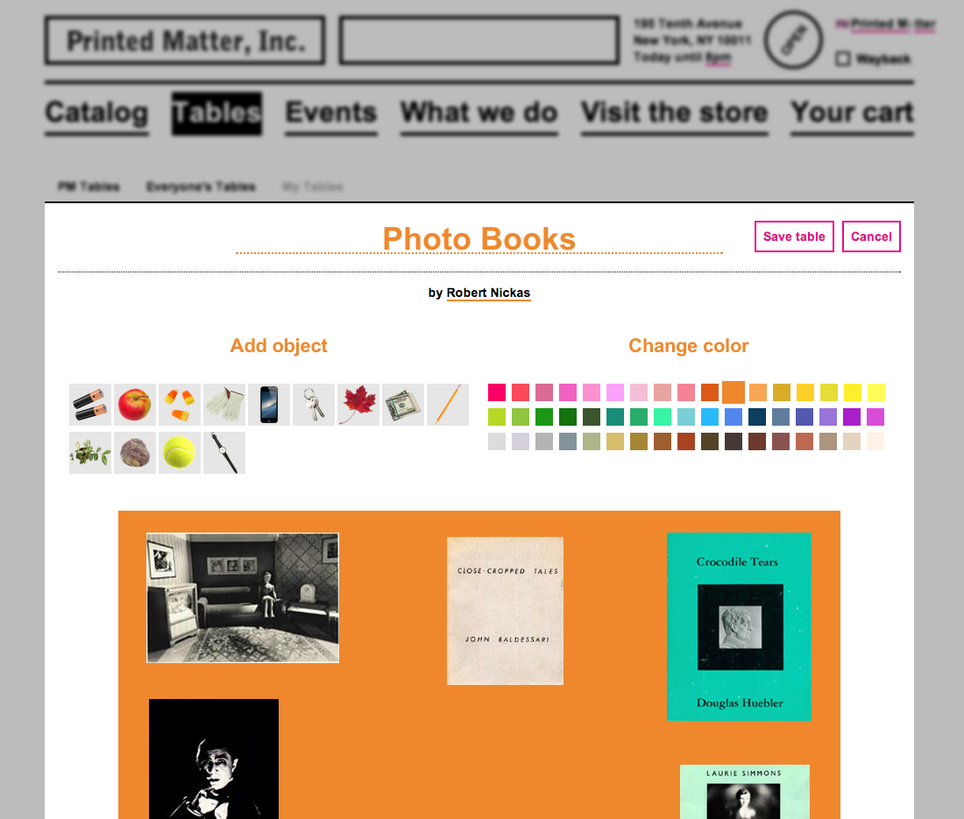 Printed Matter, Inc.
195 Tenth Avenue
New York, NY 10011
Today until 6pm
OPEN
Printed Matter
Wayback
Catalog Tables Events What we do Visit the store Your cart
PM Tables Everyone's Tables My Tables
Photo Books
Save table Cancel
by Robert Nickas
Add object Change color
CLOSE-CROPPED TALES
JOHN BALDESSARI
Crocodile Tears
Douglas Huebler
LAURIE SIMMONS